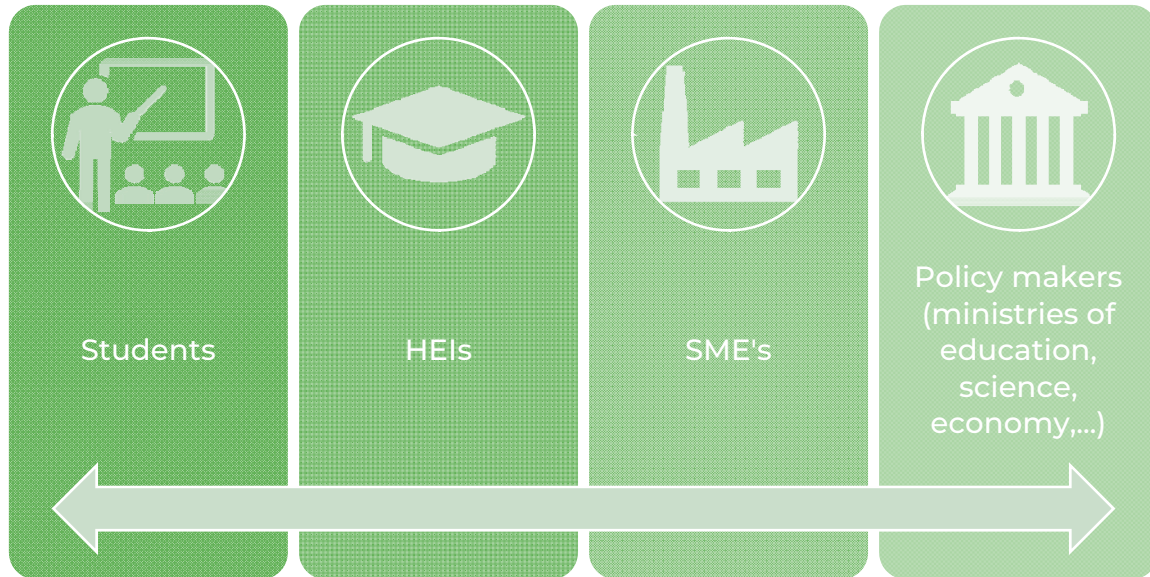 Students
HEIs
SME's
Policy makers
(ministries of
education,
science,
economy,...)